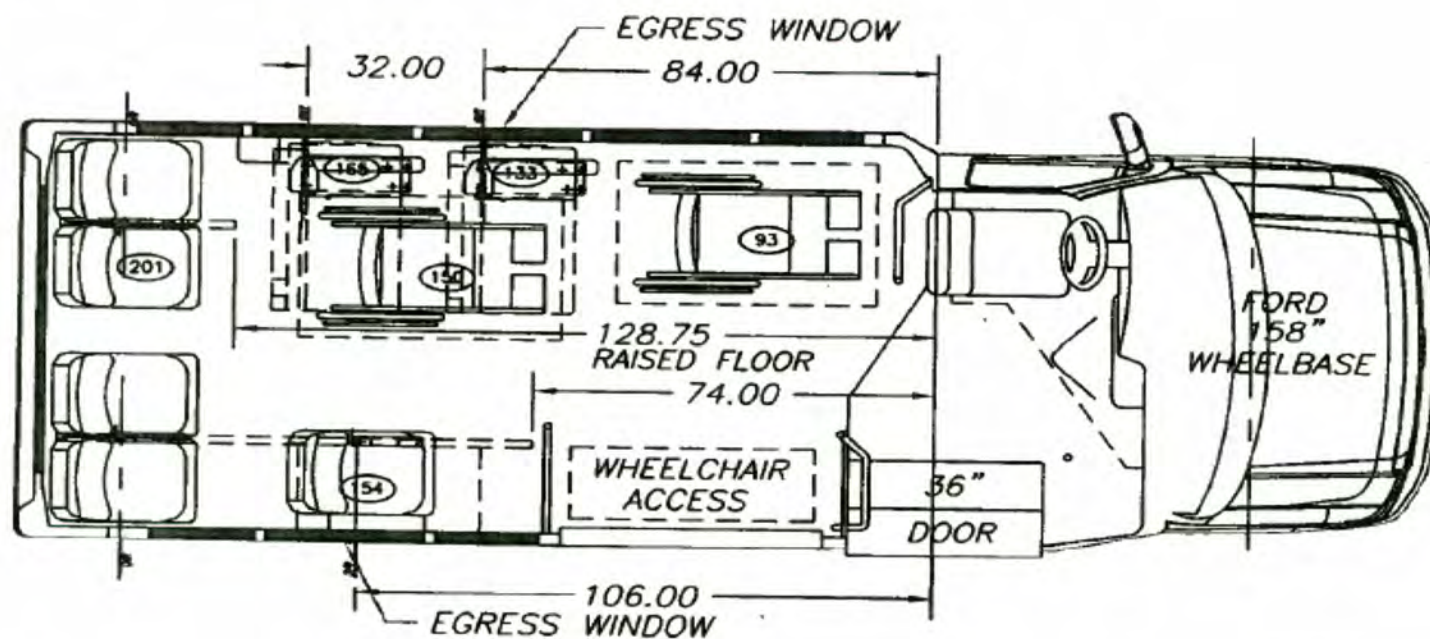 EGRESS WINDOW
32.00
84.00
168
133
201
150
93
128.75
RAISED FLOOR
74.00
FORD
158"
WHEELBASE
154
WHEELCHAIR
ACCESS
36"
DOOR
106.00
EGRESS WINDOW